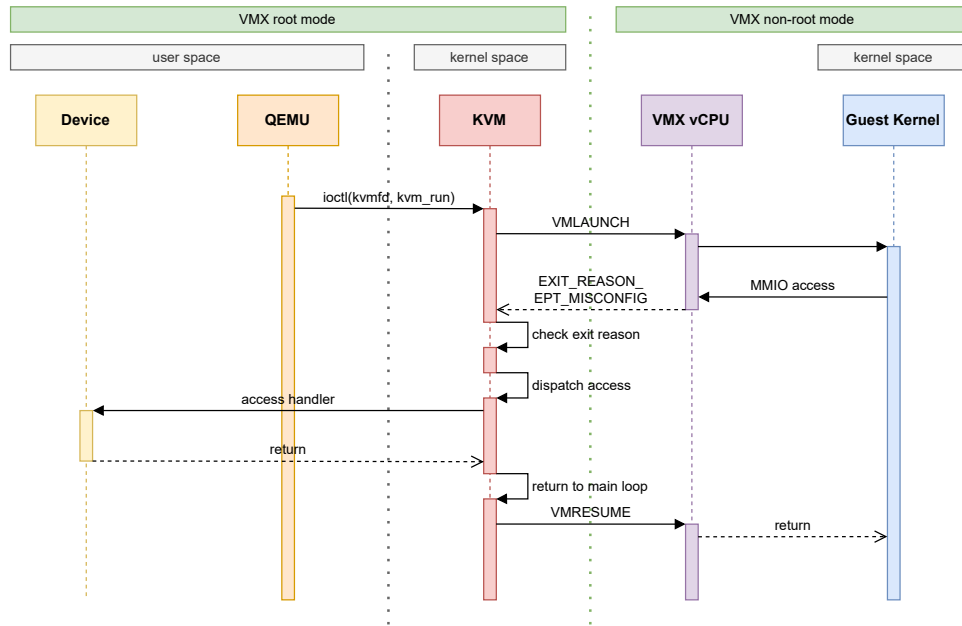 VMX root mode
VMX non-root mode
user space
kernel space
kernel space
Device
QEMU
KVM
VMX vCPU
Guest Kernel
ioctl(kvmfd, kvm_run)
VMLAUNCH
EXIT_REASON_
EPT_MISCONFIG
MMIO access
check exit reason
dispatch access
access handler
return
return to main loop
VMRESUME
return